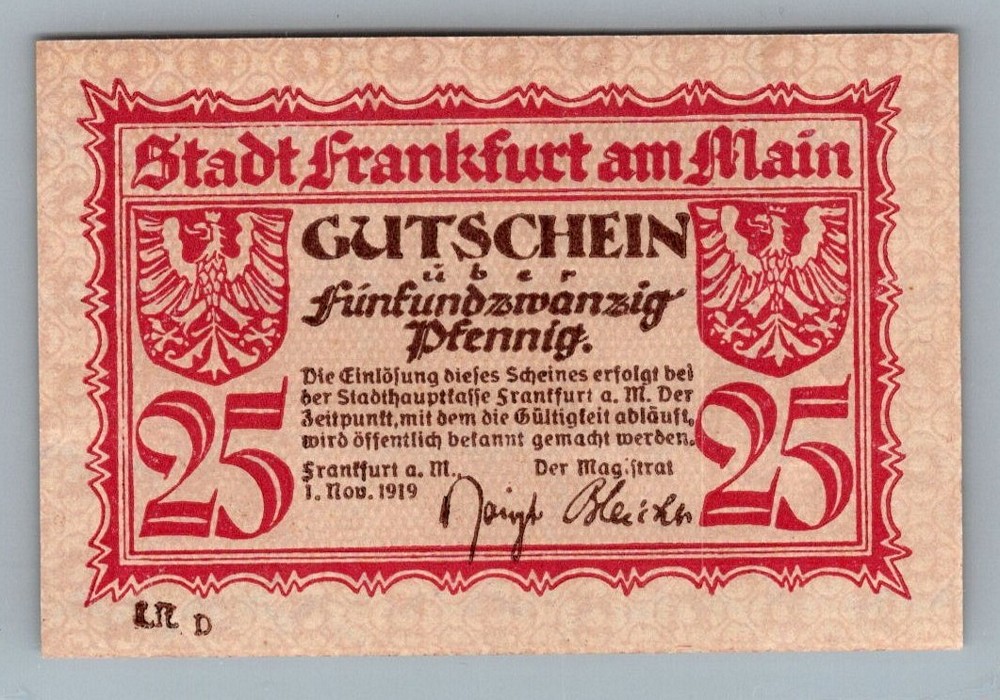 Stadt Frankfurt am Main
GUTSCHEIN
über
Fünfundzwanzig
Pfennig.
25
25
Die Einlösung dieses Scheines erfolgt bei
der Stadthauptkasse Frankfurt a. M. Der
Zeitpunkt, mit dem die Gültigkeit abläuft,
wird öffentlich bekannt gemacht werden.
Frankfurt a. M., Der Magistrat
1. Nov. 1919
D